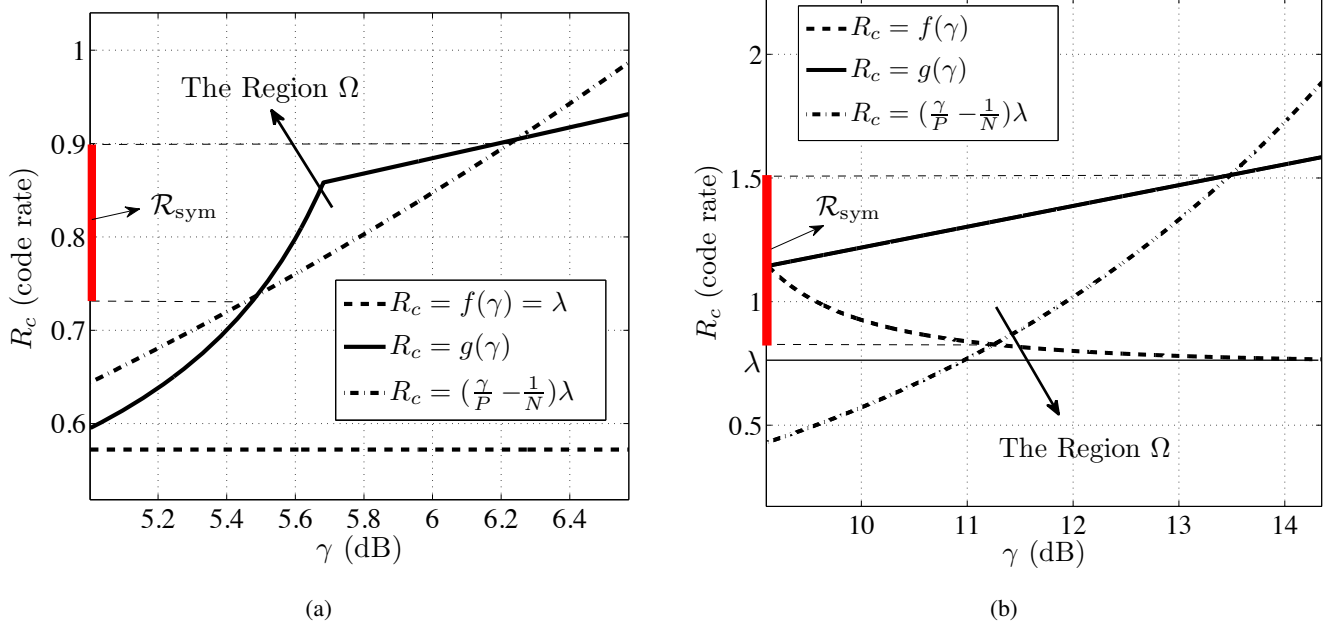 1
0.9
0.8
0.7
0.6
R_c (code rate)
The Region Ω
ℛ_sym
R_c = f(γ) = λ
R_c = g(γ)
R_c = (γ/P − 1/N)λ
5.2 5.4 5.6 5.8 6 6.2 6.4
γ (dB)
(a)
2
1.5
1
λ
0.5
R_c (code rate)
R_c = f(γ)
R_c = g(γ)
R_c = (γ/P − 1/N)λ
ℛ_sym
The Region Ω
10 11 12 13 14
γ (dB)
(b)